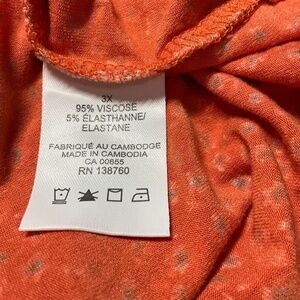 3X
95% VISCOSE
5% ÉLASTHANNE/
ELASTANE
FABRIQUÉ AU CAMBODGE
MADE IN CAMBODIA
CA 00655
RN 138760